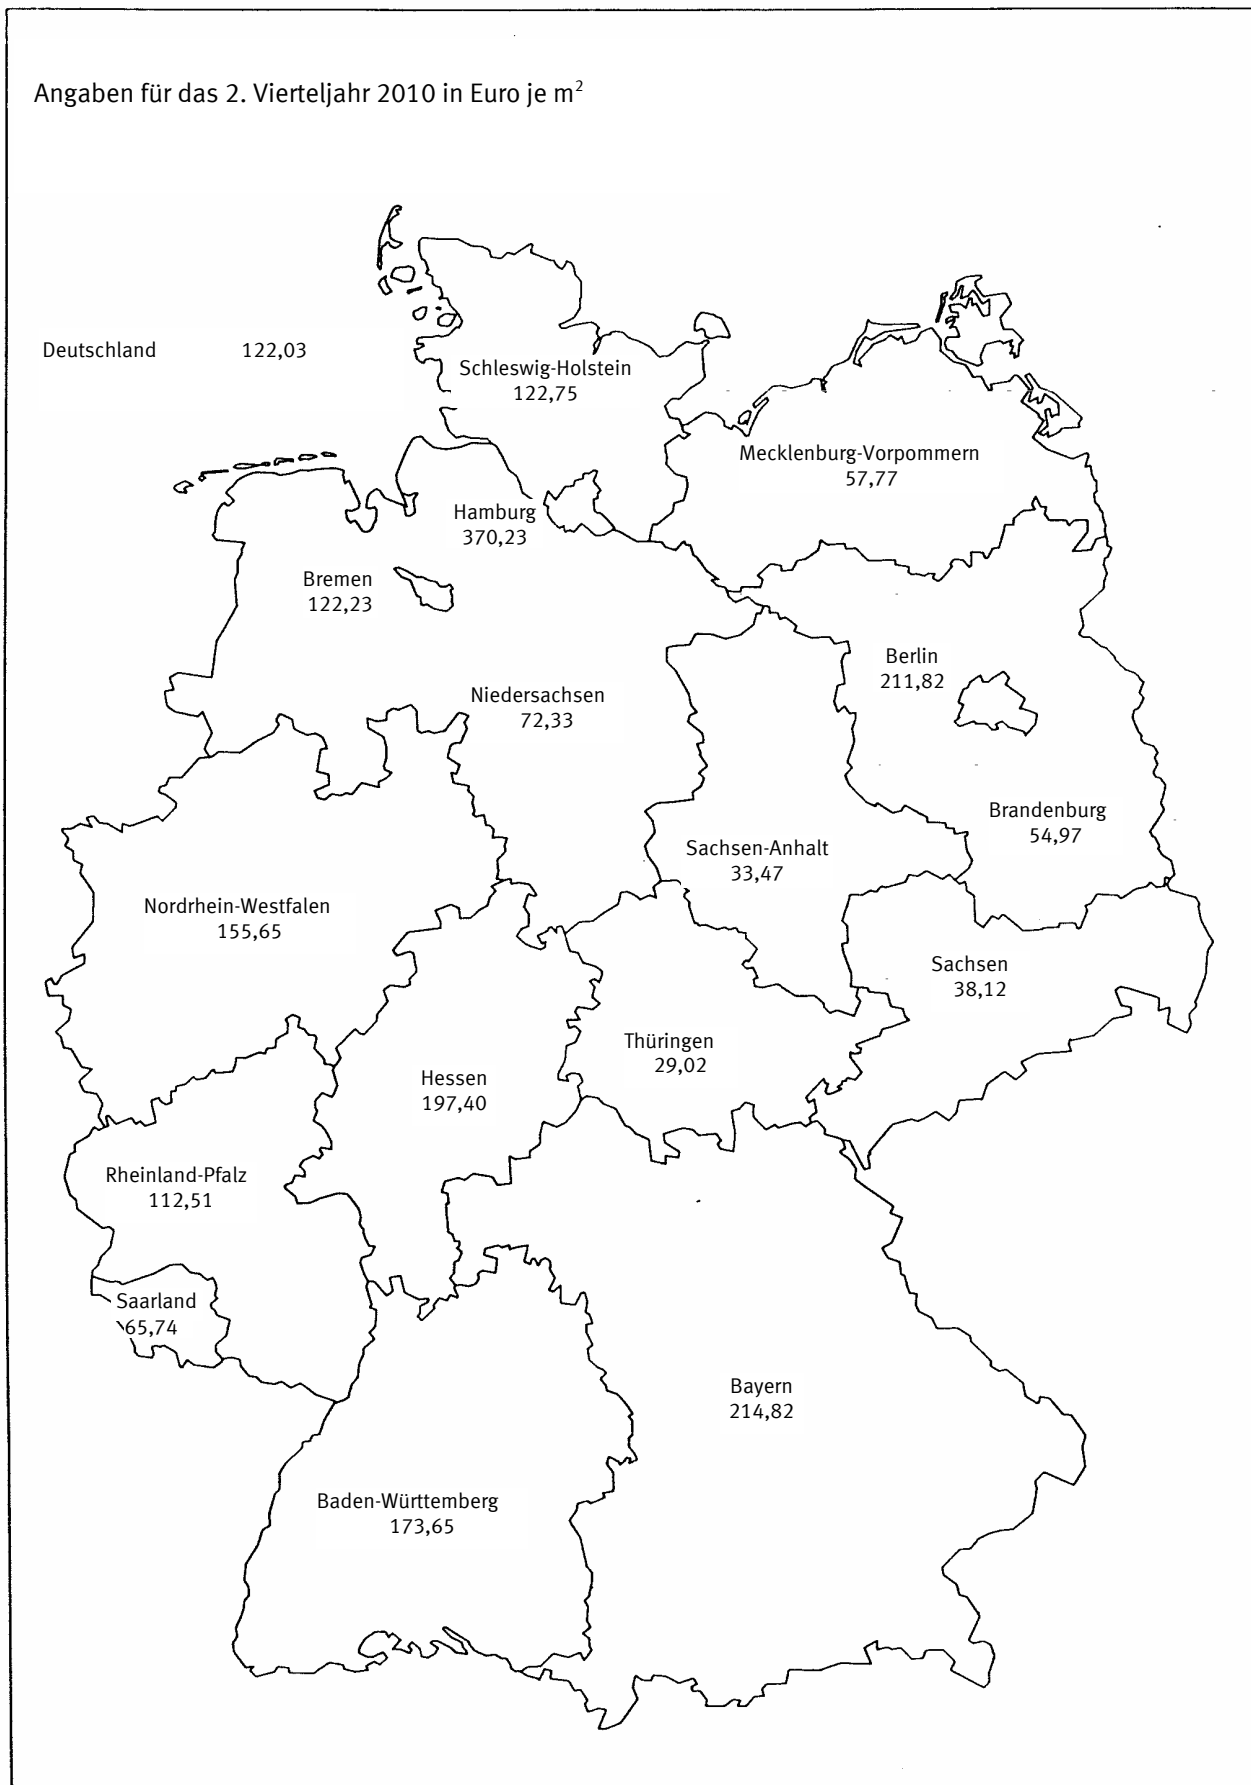 Angaben für das 2. Vierteljahr 2010 in Euro je m²
Deutschland 122,03
Schleswig-Holstein
122,75
Mecklenburg-Vorpommern
57,77
Hamburg
370,23
Bremen
122,23
Berlin
211,82
Niedersachsen
72,33
Brandenburg
54,97
Sachsen-Anhalt
33,47
Nordrhein-Westfalen
155,65
Sachsen
38,12
Thüringen
29,02
Hessen
197,40
Rheinland-Pfalz
112,51
Saarland
65,74
Bayern
214,82
Baden-Württemberg
173,65